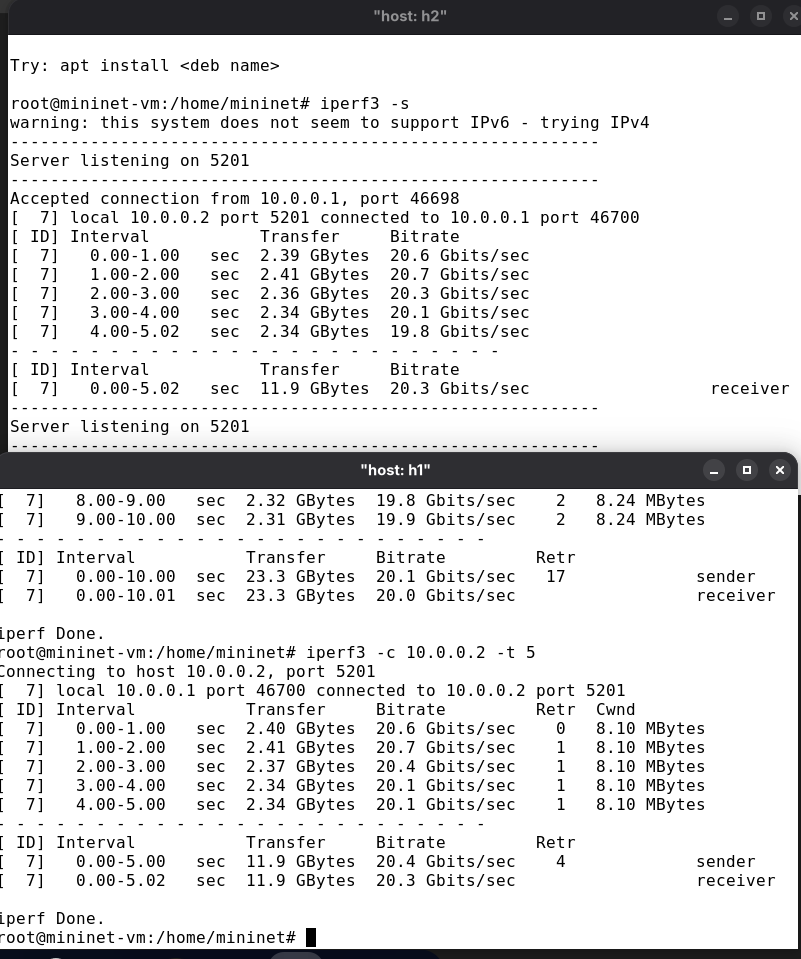 "host: h2"
Try: apt install <deb name>
root@mininet-vm:/home/mininet# iperf3 -s
warning: this system does not seem to support IPv6 - trying IPv4
-----------------------------------------------------------
Server listening on 5201
-----------------------------------------------------------
Accepted connection from 10.0.0.1, port 46698
[  7] local 10.0.0.2 port 5201 connected to 10.0.0.1 port 46700
[ ID] Interval           Transfer     Bitrate
[  7]   0.00-1.00   sec  2.39 GBytes  20.6 Gbits/sec
[  7]   1.00-2.00   sec  2.41 GBytes  20.7 Gbits/sec
[  7]   2.00-3.00   sec  2.36 GBytes  20.3 Gbits/sec
[  7]   3.00-4.00   sec  2.34 GBytes  20.1 Gbits/sec
[  7]   4.00-5.02   sec  2.34 GBytes  19.8 Gbits/sec
- - - - - - - - - - - - - - - - - - - - - - - - -
[ ID] Interval           Transfer     Bitrate
[  7]   0.00-5.02   sec  11.9 GBytes  20.3 Gbits/sec                  receiver
-----------------------------------------------------------
Server listening on 5201
-----------------------------------------------------------
"host: h1"
[  7]   8.00-9.00   sec  2.32 GBytes  19.8 Gbits/sec    2   8.24 MBytes
[  7]   9.00-10.00  sec  2.31 GBytes  19.9 Gbits/sec    2   8.24 MBytes
- - - - - - - - - - - - - - - - - - - - - - - - -
[ ID] Interval           Transfer     Bitrate         Retr
[  7]   0.00-10.00  sec  23.3 GBytes  20.1 Gbits/sec   17             sender
[  7]   0.00-10.01  sec  23.3 GBytes  20.0 Gbits/sec                  receiver
iperf Done.
root@mininet-vm:/home/mininet# iperf3 -c 10.0.0.2 -t 5
Connecting to host 10.0.0.2, port 5201
[  7] local 10.0.0.1 port 46700 connected to 10.0.0.2 port 5201
[ ID] Interval           Transfer     Bitrate         Retr  Cwnd
[  7]   0.00-1.00   sec  2.40 GBytes  20.6 Gbits/sec    0   8.10 MBytes
[  7]   1.00-2.00   sec  2.41 GBytes  20.7 Gbits/sec    1   8.10 MBytes
[  7]   2.00-3.00   sec  2.37 GBytes  20.4 Gbits/sec    1   8.10 MBytes
[  7]   3.00-4.00   sec  2.34 GBytes  20.1 Gbits/sec    1   8.10 MBytes
[  7]   4.00-5.00   sec  2.34 GBytes  20.1 Gbits/sec    1   8.10 MBytes
- - - - - - - - - - - - - - - - - - - - - - - - -
[ ID] Interval           Transfer     Bitrate         Retr
[  7]   0.00-5.00   sec  11.9 GBytes  20.4 Gbits/sec    4             sender
[  7]   0.00-5.02   sec  11.9 GBytes  20.3 Gbits/sec                  receiver
iperf Done.
root@mininet-vm:/home/mininet#